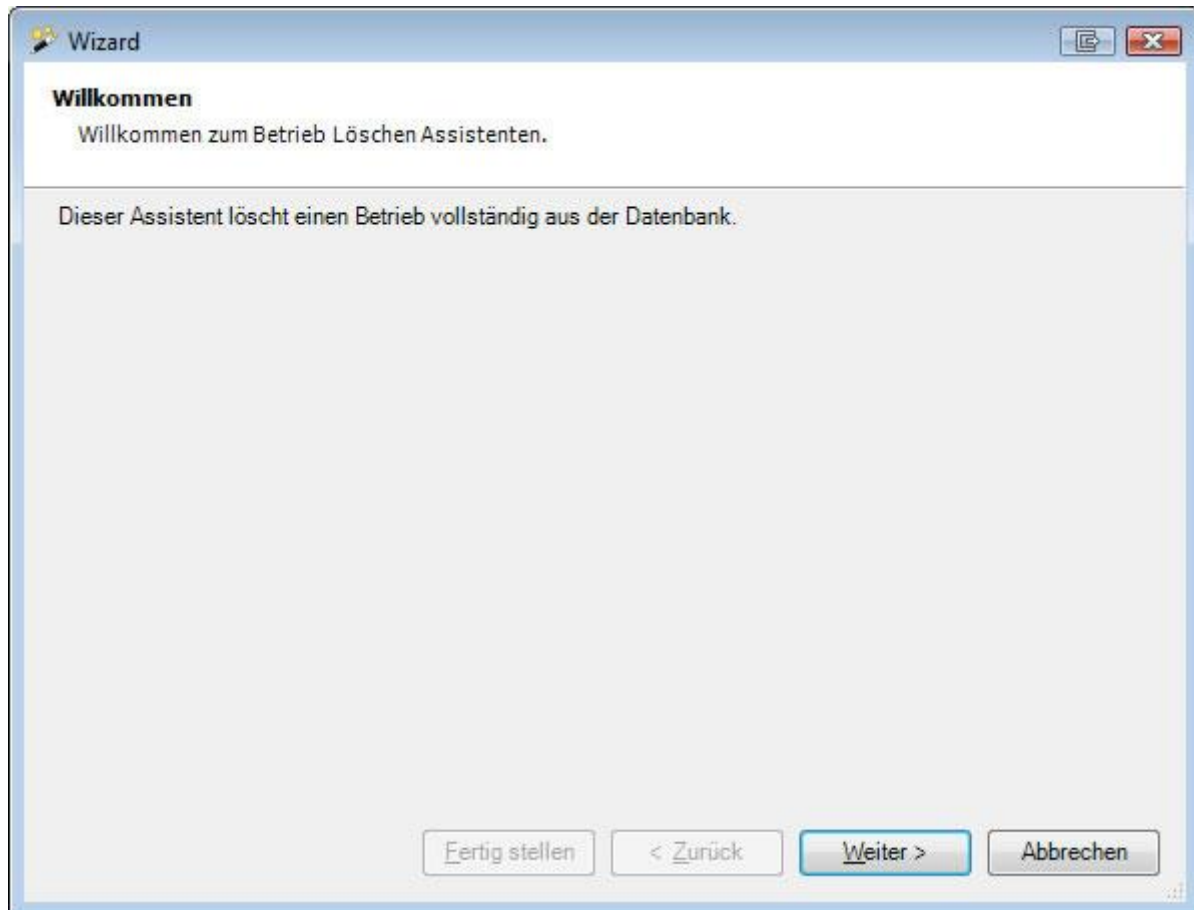 Wizard
Willkommen
Willkommen zum Betrieb Löschen Assistenten.
Dieser Assistent löscht einen Betrieb vollständig aus der Datenbank.
Fertig stellen
< Zurück
Weiter >
Abbrechen